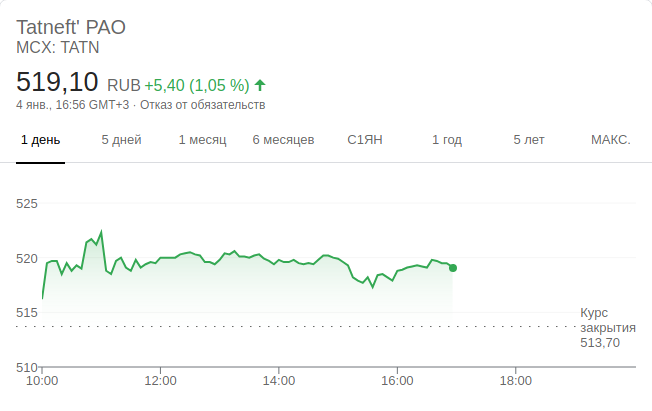 Tatneft' PAO
MCX: TATN
519,10 RUB +5,40 (1,05 %)
4 янв., 16:56 GMT+3 · Отказ от обязательств
1 день 5 дней 1 месяц 6 месяцев С1ЯН 1 год 5 лет МАКС.
525
520
515
Курс
закрытия
513,70
510
10:00 12:00 14:00 16:00 18:00